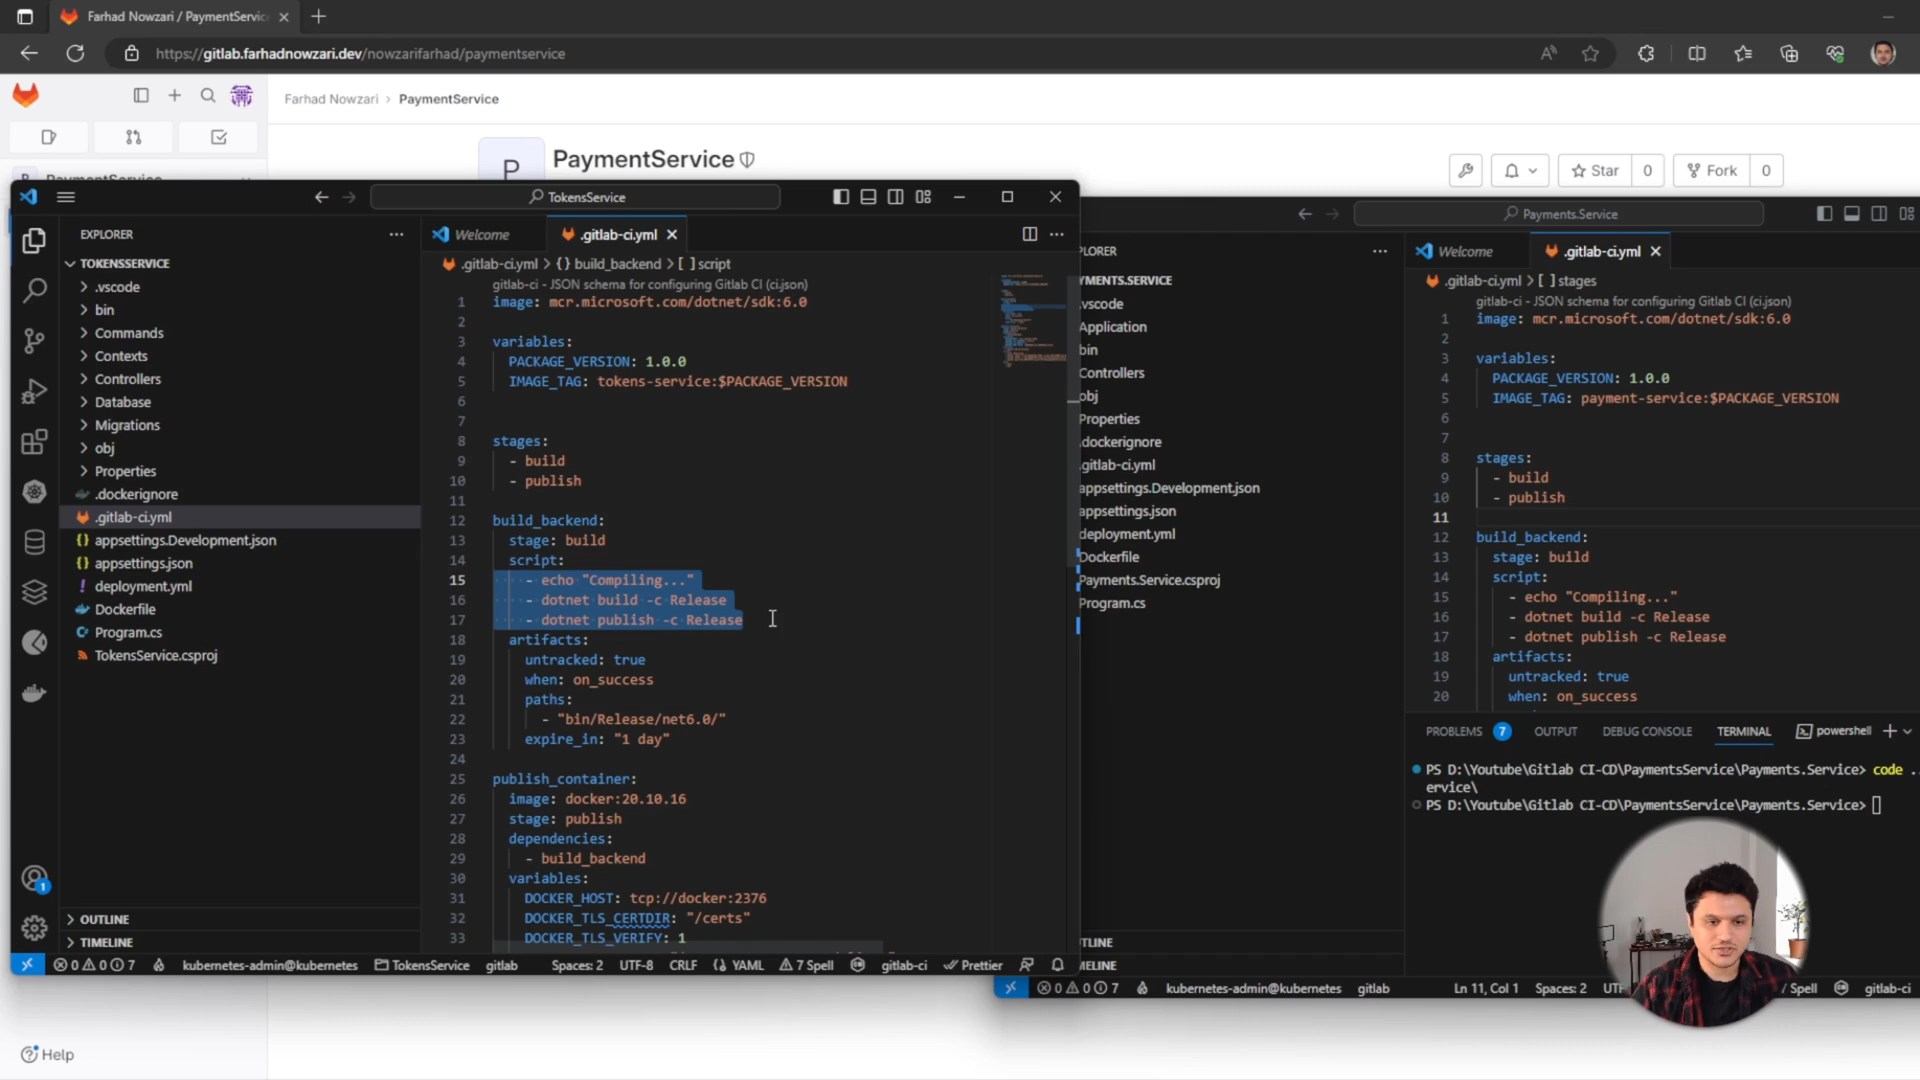 Farhad Nowzari / PaymentService
https://gitlab.farhadnowzari.dev/nowzarifarhad/paymentservice
Farhad Nowzari › PaymentService
P
PaymentService
Star 0
Fork 0
PaymentService
Help
TokensService
EXPLORER
TOKENSSERVICE
.vscode
bin
Commands
Contexts
Controllers
Database
Migrations
obj
Properties
.dockerignore
.gitlab-ci.yml
appsettings.Development.json
appsettings.json
deployment.yml
Dockerfile
Program.cs
TokensService.csproj
OUTLINE
TIMELINE
Welcome
.gitlab-ci.yml
.gitlab-ci.yml > {} build_backend > [ ] script
gitlab-ci - JSON schema for configuring Gitlab CI (ci.json)
1 image: mcr.microsoft.com/dotnet/sdk:6.0
2
3 variables:
4 PACKAGE_VERSION: 1.0.0
5 IMAGE_TAG: tokens-service:$PACKAGE_VERSION
6
7
8 stages:
9 - build
10 - publish
11
12 build_backend:
13 stage: build
14 script:
15 - echo "Compiling..."
16 - dotnet build -c Release
17 - dotnet publish -c Release
18 artifacts:
19 untracked: true
20 when: on_success
21 paths:
22 - "bin/Release/net6.0/"
23 expire_in: "1 day"
24
25 publish_container:
26 image: docker:20.10.16
27 stage: publish
28 dependencies:
29 - build_backend
30 variables:
31 DOCKER_HOST: tcp://docker:2376
32 DOCKER_TLS_CERTDIR: "/certs"
33 DOCKER_TLS_VERIFY: 1
0 0 7 kubernetes-admin@kubernetes TokensService gitlab Spaces: 2 UTF-8 CRLF YAML 7 Spell gitlab-ci Prettier
Payments.Service
PLORER
YMENTS.SERVICE
.vscode
Application
bin
Controllers
obj
Properties
.dockerignore
.gitlab-ci.yml
appsettings.Development.json
appsettings.json
deployment.yml
Dockerfile
Payments.Service.csproj
Program.cs
TLINE
MELINE
Welcome
.gitlab-ci.yml
.gitlab-ci.yml > [ ] stages
gitlab-ci - JSON schema for configuring Gitlab CI (ci.json)
1 image: mcr.microsoft.com/dotnet/sdk:6.0
2
3 variables:
4 PACKAGE_VERSION: 1.0.0
5 IMAGE_TAG: payment-service:$PACKAGE_VERSION
6
7
8 stages:
9 - build
10 - publish
11
12 build_backend:
13 stage: build
14 script:
15 - echo "Compiling..."
16 - dotnet build -c Release
17 - dotnet publish -c Release
18 artifacts:
19 untracked: true
20 when: on_success
PROBLEMS 7 OUTPUT DEBUG CONSOLE TERMINAL powershell
PS D:\Youtube\Gitlab CI-CD\PaymentsService\Payments.Service> code ..
ervice\
PS D:\Youtube\Gitlab CI-CD\PaymentsService\Payments.Service>
0 0 7 kubernetes-admin@kubernetes gitlab Ln 11, Col 1 Spaces: 2 UTF 7 Spell gitlab-ci